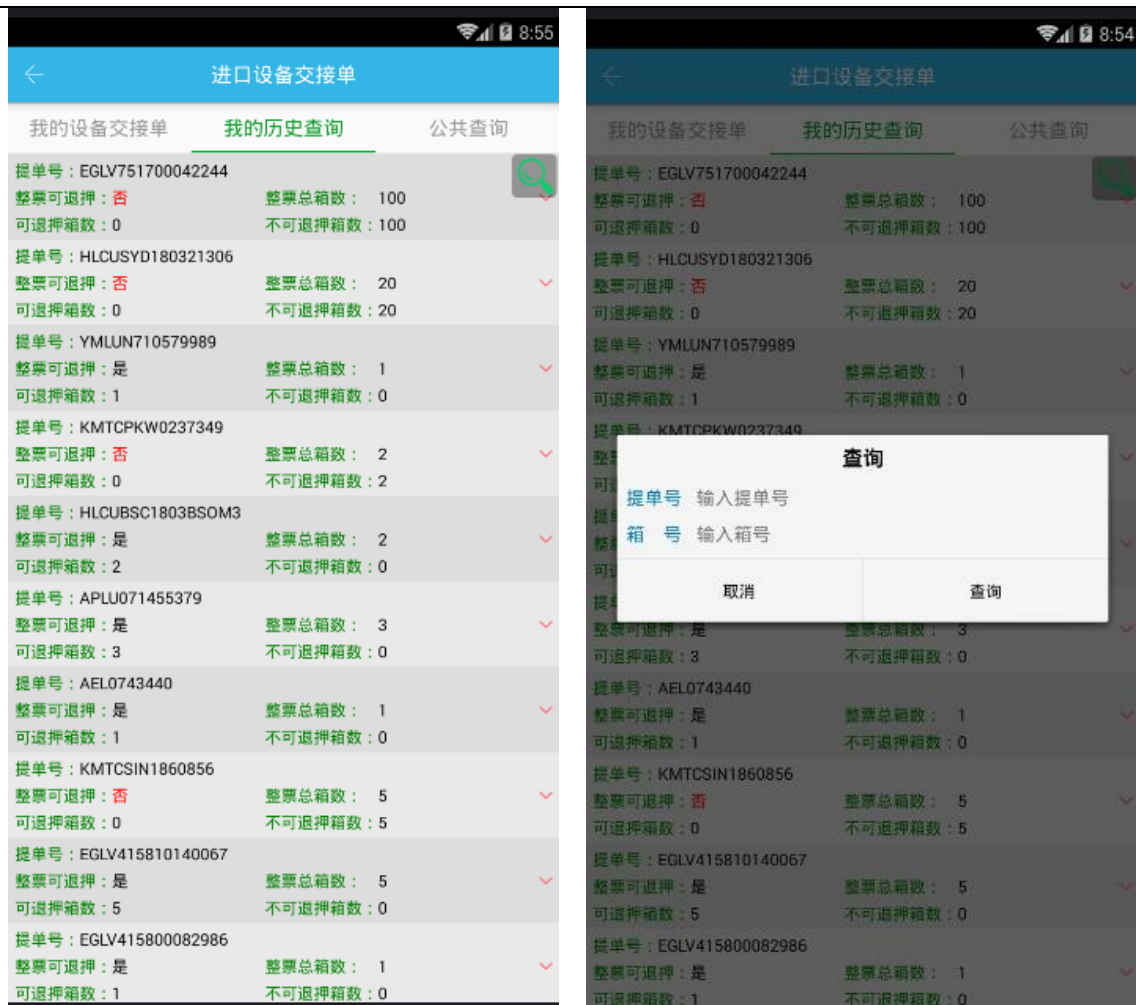 8:55
进口设备交接单
我的设备交接单 我的历史查询 公共查询
提单号：EGLV751700042244
整票可退押：否 整票总箱数： 100
可退押箱数：0 不可退押箱数：100
提单号：HLCUSYD180321306
整票可退押：否 整票总箱数： 20
可退押箱数：0 不可退押箱数：20
提单号：YMLUN710579989
整票可退押：是 整票总箱数： 1
可退押箱数：1 不可退押箱数：0
提单号：KMTCPKW0237349
整票可退押：否 整票总箱数： 2
可退押箱数：0 不可退押箱数：2
提单号：HLCUBSC1803BSOM3
整票可退押：是 整票总箱数： 2
可退押箱数：2 不可退押箱数：0
提单号：APLU071455379
整票可退押：是 整票总箱数： 3
可退押箱数：3 不可退押箱数：0
提单号：AEL0743440
整票可退押：是 整票总箱数： 1
可退押箱数：1 不可退押箱数：0
提单号：KMTCSIN1860856
整票可退押：否 整票总箱数： 5
可退押箱数：0 不可退押箱数：5
提单号：EGLV415810140067
整票可退押：是 整票总箱数： 5
可退押箱数：5 不可退押箱数：0
提单号：EGLV415800082986
整票可退押：是 整票总箱数： 1
可退押箱数：1 不可退押箱数：0
8:54
进口设备交接单
我的设备交接单 我的历史查询 公共查询
提单号：EGLV751700042244
整票可退押：否 整票总箱数： 100
可退押箱数：0 不可退押箱数：100
提单号：HLCUSYD180321306
整票可退押：否 整票总箱数： 20
可退押箱数：0 不可退押箱数：20
提单号：YMLUN710579989
整票可退押：是 整票总箱数： 1
可退押箱数：1 不可退押箱数：0
提单号：KMTCPKW0237349
查询
提单号 输入提单号
箱 号 输入箱号
取消 查询
整票可退押：是 整票总箱数： 3
可退押箱数：3 不可退押箱数：0
提单号：AEL0743440
整票可退押：是 整票总箱数： 1
可退押箱数：1 不可退押箱数：0
提单号：KMTCSIN1860856
整票可退押：否 整票总箱数： 5
可退押箱数：0 不可退押箱数：5
提单号：EGLV415810140067
整票可退押：是 整票总箱数： 5
可退押箱数：5 不可退押箱数：0
提单号：EGLV415800082986
整票可退押：是 整票总箱数： 1
可退押箱数：1 不可退押箱数：0